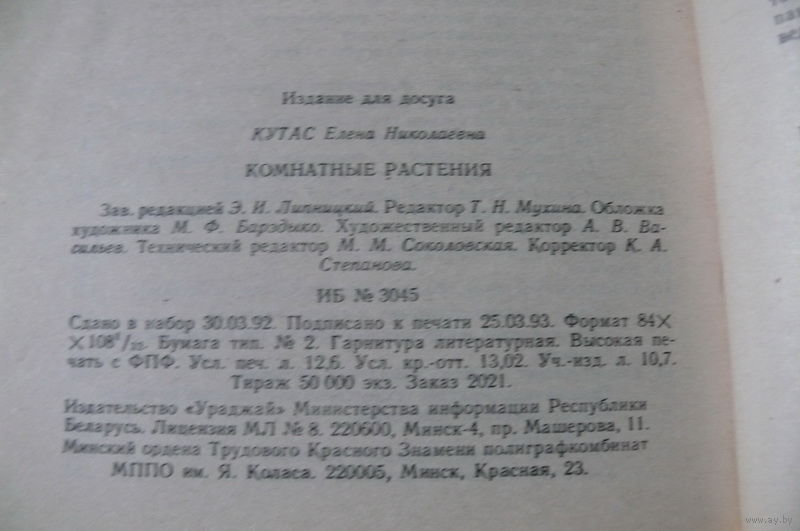 Издание для досуга
КУТАС Елена Николаевна
КОМНАТНЫЕ РАСТЕНИЯ
Зав. редакцией Э. И. Липницкий. Редактор Т. Н. Мухина. Обложка
художника М. Ф. Бараыко. Художественный редактор А. В. Ва-
сильев. Технический редактор М. М. Соколовская. Корректор К. А.
Степанова.
ИБ № 3045
Сдано в набор 30.03.92. Подписано к печати 25.03.93. Формат 84×
×108¹/₃₂. Бумага тип. № 2. Гарнитура литературная. Высокая пе-
чать с ФПФ. Усл. печ. л. 12,6. Усл. кр.-отт. 13,02. Уч.-изд. л. 10,7.
Тираж 50 000 экз. Заказ 2021.
Издательство «Ураджай» Министерства информации Республики
Беларусь. Лицензия МЛ № 8. 220600, Минск-4, пр. Машерова, 11.
Минский ордена Трудового Красного Знамени полиграфкомбинат
МППО им. Я. Коласа. 220005, Минск, Красная, 23.
www.ay.by